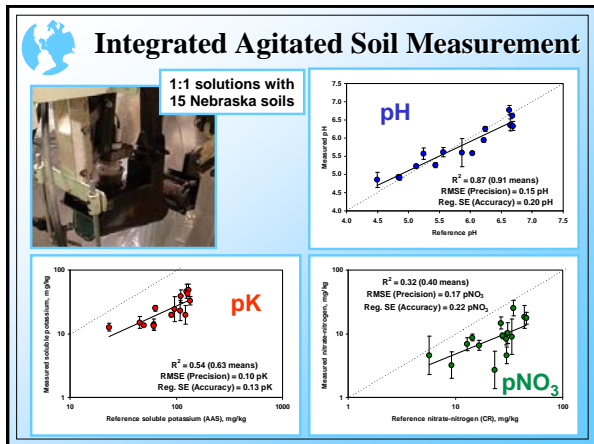 Integrated Agitated Soil Measurement
1:1 solutions with
15 Nebraska soils
pH
7.5
7.0
6.5
6.0
5.5
5.0
4.5
4.0
Measured pH
R² = 0.87 (0.91 means)
RMSE (Precision) = 0.15 pH
Reg. SE (Accuracy) = 0.20 pH
4.0 4.5 5.0 5.5 6.0 6.5 7.0 7.5
Reference pH
Measured soluble potassium, mg/kg
100
10
1
pK
R² = 0.54 (0.63 means)
RMSE (Precision) = 0.10 pK
Reg. SE (Accuracy) = 0.13 pK
10 100 1000
Reference soluble potassium (AAS), mg/kg
Measured nitrate-nitrogen, mg/kg
100
10
1
R² = 0.32 (0.40 means)
RMSE (Precision) = 0.17 pNO₃
Reg. SE (Accuracy) = 0.22 pNO₃
pNO₃
1 10 100
Reference nitrate-nitrogen (CR), mg/kg